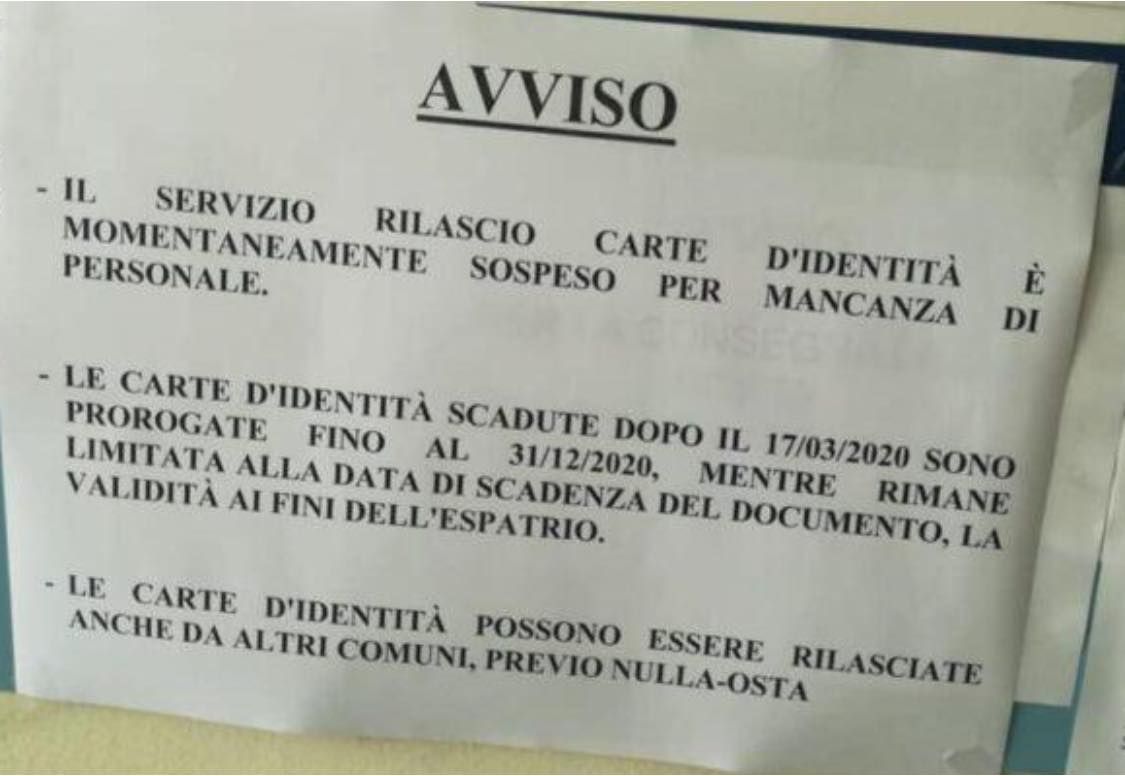 AVVISO
- IL SERVIZIO RILASCIO CARTE D'IDENTITÀ È
MOMENTANEAMENTE SOSPESO PER MANCANZA DI
PERSONALE.
- LE CARTE D'IDENTITÀ SCADUTE DOPO IL 17/03/2020 SONO
PROROGATE FINO AL 31/12/2020, MENTRE RIMANE
LIMITATA ALLA DATA DI SCADENZA DEL DOCUMENTO, LA
VALIDITÀ AI FINI DELL'ESPATRIO.
- LE CARTE D'IDENTITÀ POSSONO ESSERE RILASCIATE
ANCHE DA ALTRI COMUNI, PREVIO NULLA-OSTA